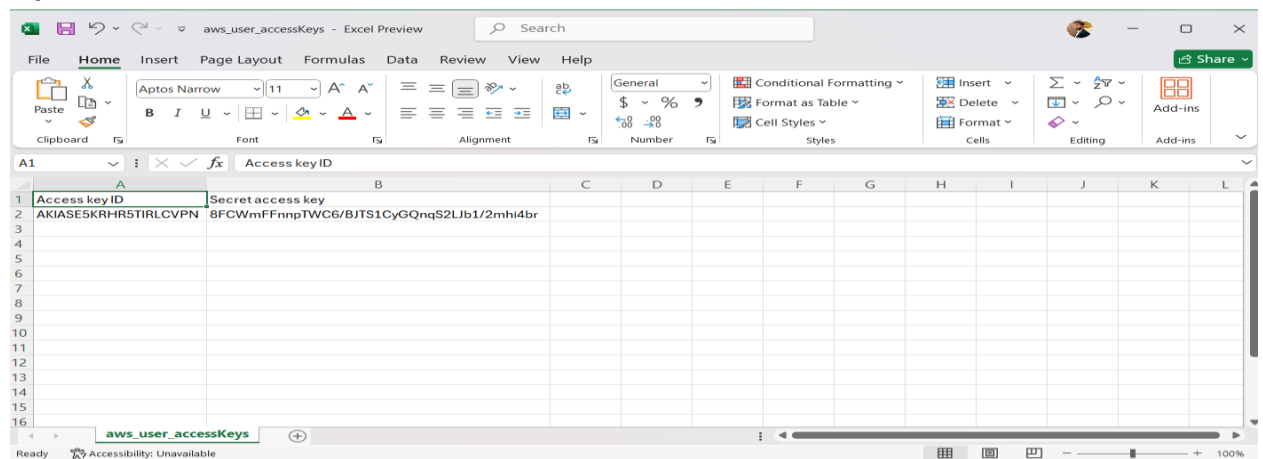 aws_user_accessKeys - Excel Preview
Search
File Home Insert Page Layout Formulas Data Review View Help
Share
Paste
Aptos Narrow 11 A^ A˅
B I U A
ab
General
$ % 9
Conditional Formatting
Format as Table
Cell Styles
Insert
Delete
Format
Add-ins
Clipboard Font Alignment Number Styles Cells Editing Add-ins
A1 fx Access key ID
A B C D E F G H I J K L
1 Access key ID Secret access key
2 AKIASE5KRHR5TIRLCVPN 8FCWmFFnnpTWC6/BJTS1CyGQnqS2LJb1/2mhi4br
3
4
5
6
7
8
9
10
11
12
13
14
15
16
aws_user_accessKeys
Ready Accessibility: Unavailable 100%